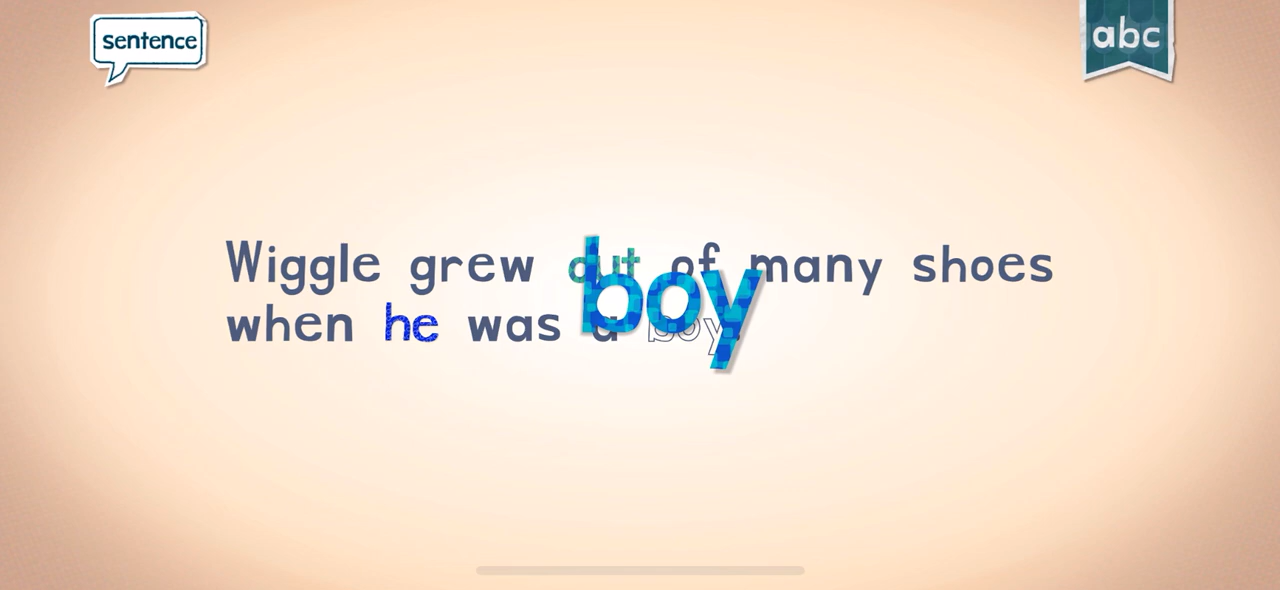 sentence
abc
Wiggle grew out of many shoes
when he was a boy.
boy